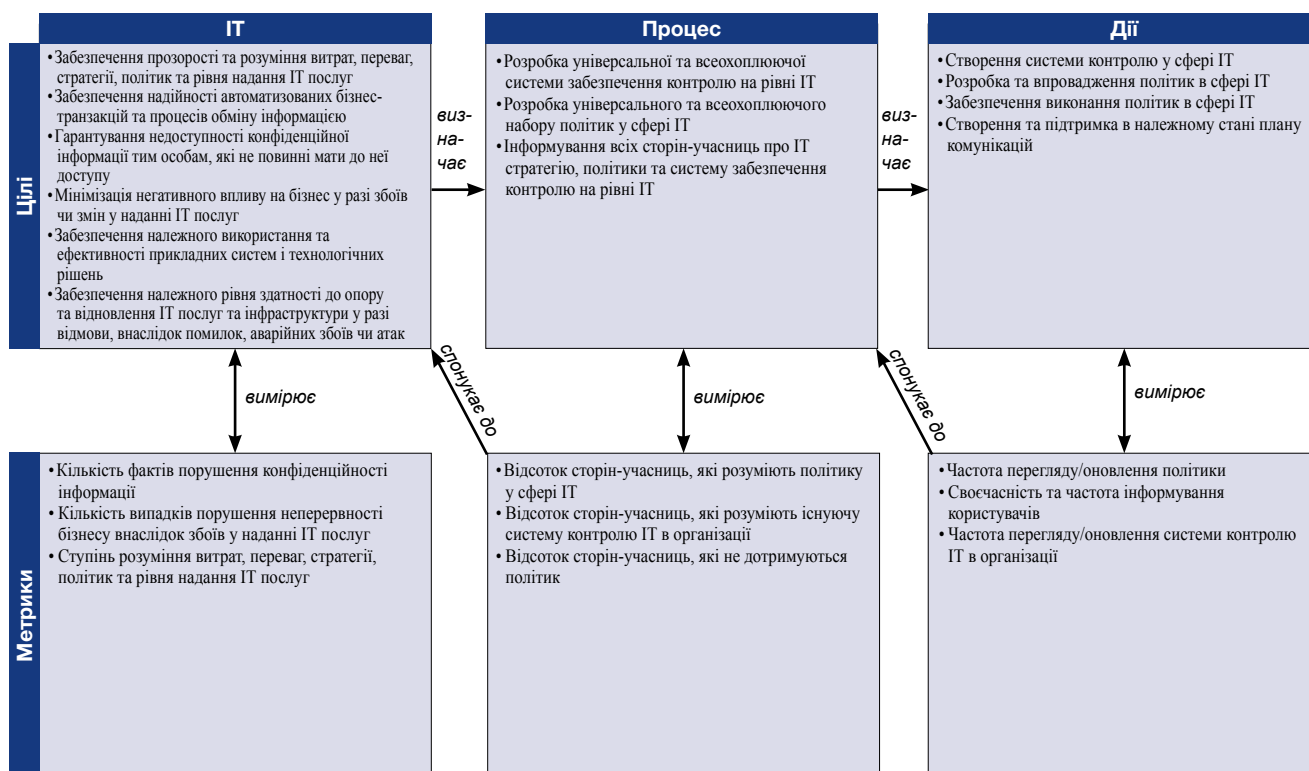 ІТ
Процес
Дії
Цілі
•Забезпечення прозорості та розуміння витрат, переваг,
стратегії, політик та рівня надання ІТ послуг
•Забезпечення надійності автоматизованих бізнес-
транзакцій та процесів обміну інформацією
•Гарантування недоступності конфіденційної
інформації тим особам, які не повинні мати до неї
доступу
•Мінімізація негативного впливу на бізнес у разі збоїв
чи змін у наданні ІТ послуг
•Забезпечення належного використання та
ефективності прикладних систем і технологічних
рішень
•Забезпечення належного рівня здатності до опору
та відновлення ІТ послуг та інфраструктури у разі
відмови, внаслідок помилок, аварійних збоїв чи атак
виз-
на-
чає
•Розробка універсальної та всеохоплюючої
системи забезпечення контролю на рівні ІТ
•Розробка універсального та всеохоплюючого
набору політик у сфері ІТ
•Інформування всіх сторін-учасниць про ІТ
стратегію, політики та систему забезпечення
контролю на рівні ІТ
виз-
на-
чає
•Створення системи контролю у сфері ІТ
•Розробка та впровадження політик в сфері ІТ
•Забезпечення виконання політик в сфері ІТ
•Створення та підтримка в належному стані плану
комунікацій
вимірює
спонукає до
вимірює
спонукає до
вимірює
Метрики
• Кількість фактів порушення конфіденційності
інформації
• Кількість випадків порушення неперервності
бізнесу внаслідок збоїв у наданні ІТ послуг
• Ступінь розуміння витрат, переваг, стратегії,
політик та рівня надання ІТ послуг
• Відсоток сторін-учасниць, які розуміють політику
у сфері ІТ
• Відсоток сторін-учасниць, які розуміють існуючу
систему контролю ІТ в організації
• Відсоток сторін-учасниць, які не дотримуються
політик
• Частота перегляду/оновлення політики
• Своєчасність та частота інформування
користувачів
• Частота перегляду/оновлення системи контролю
ІТ в організації